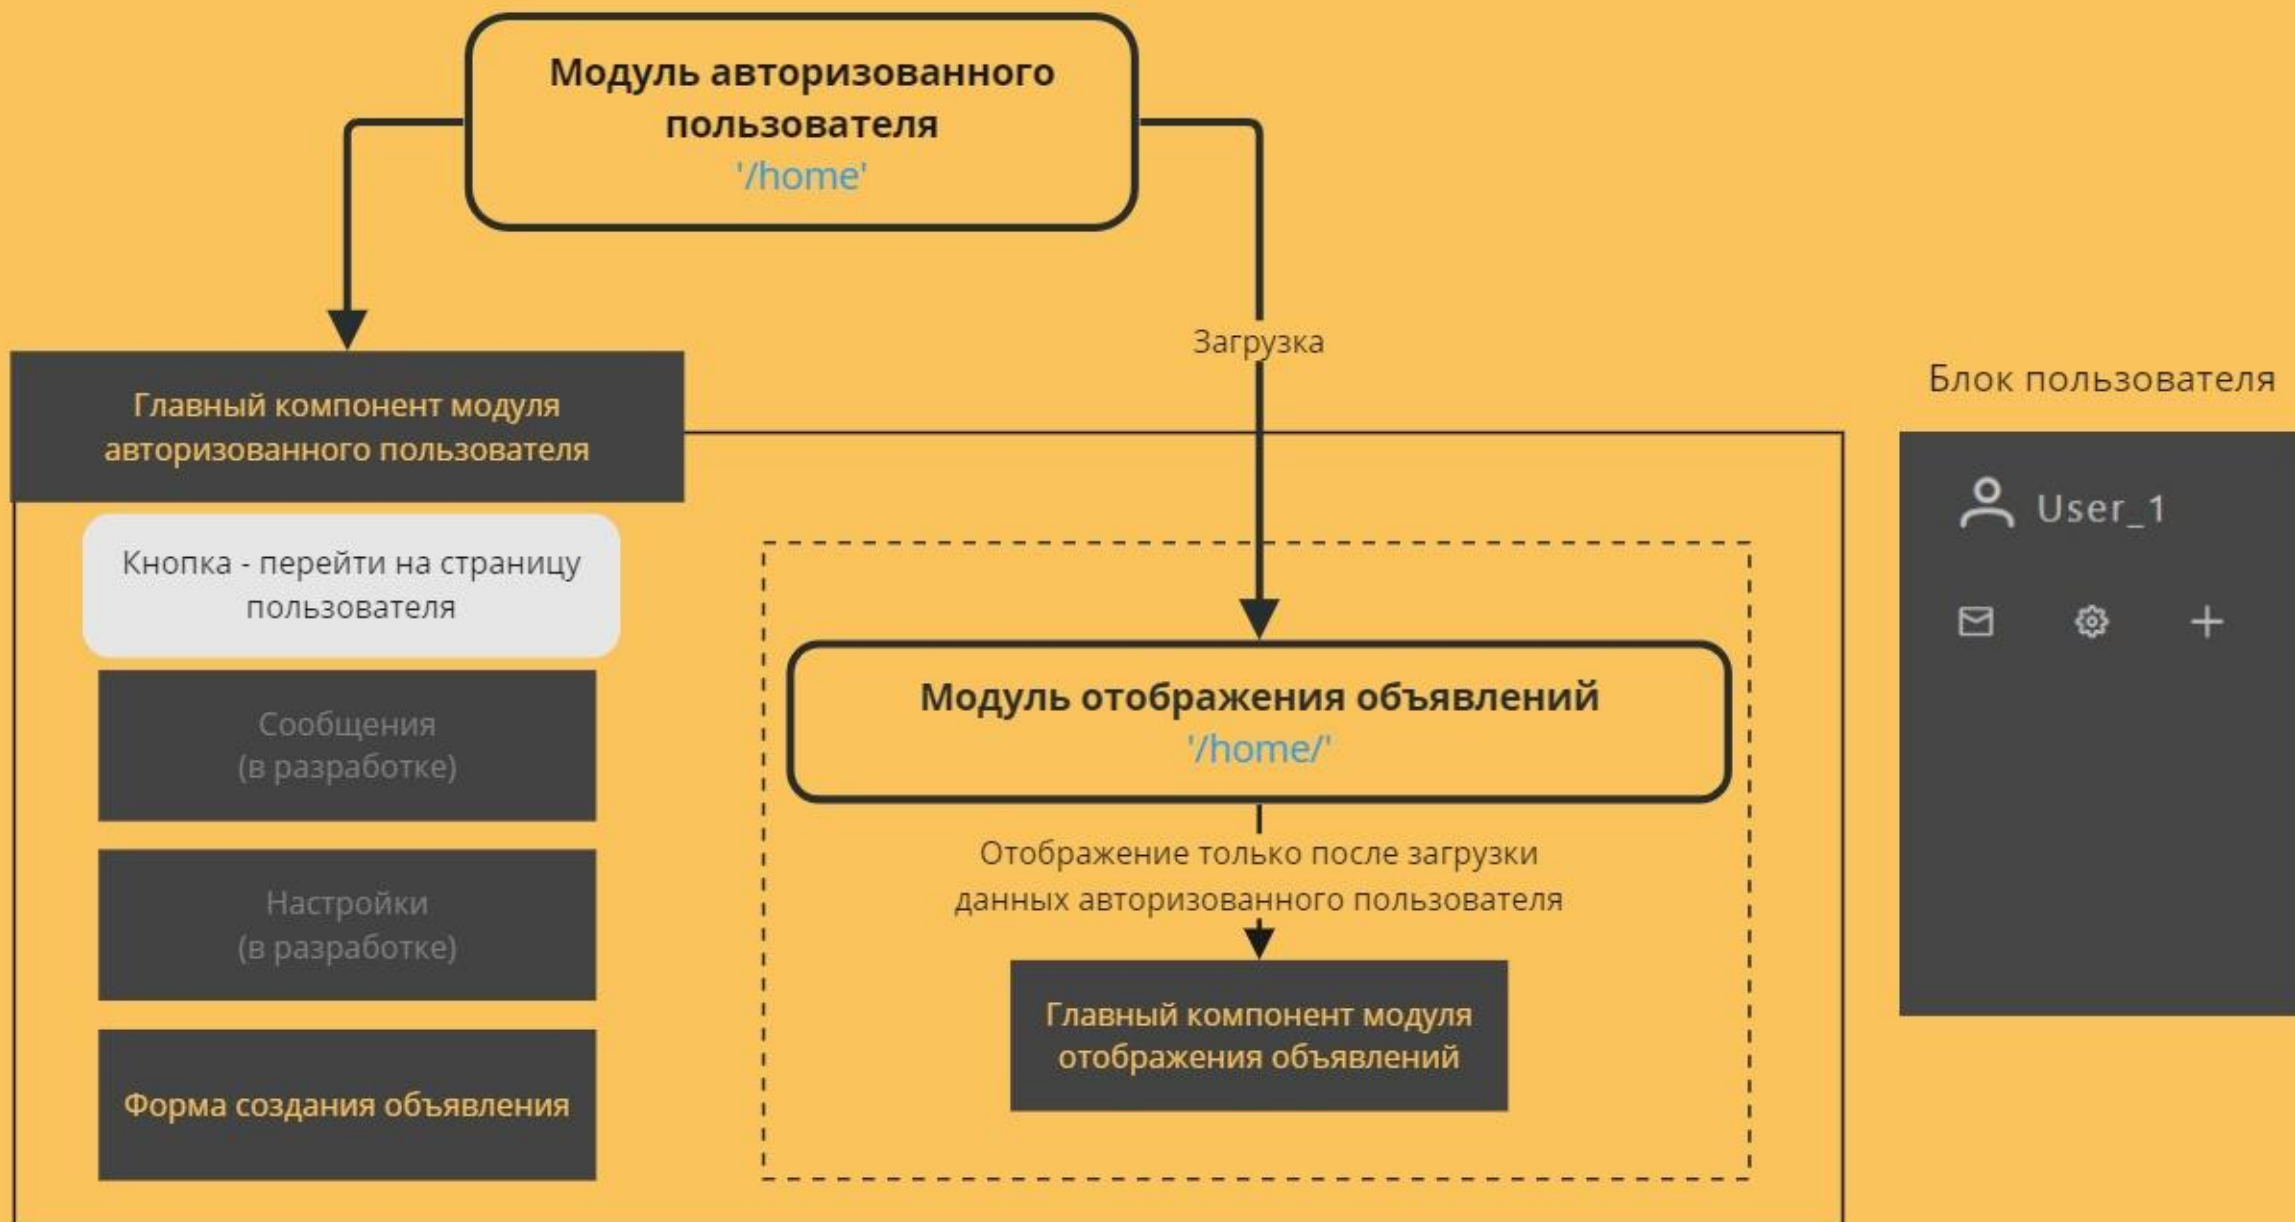 Модуль авторизованного
пользователя
'/home'
Загрузка
Блок пользователя
Главный компонент модуля
авторизованного пользователя
User_1
Кнопка - перейти на страницу
пользователя
Сообщения
(в разработке)
Настройки
(в разработке)
Форма создания объявления
Модуль отображения объявлений
'/home/'
Отображение только после загрузки
данных авторизованного пользователя
Главный компонент модуля
отображения объявлений